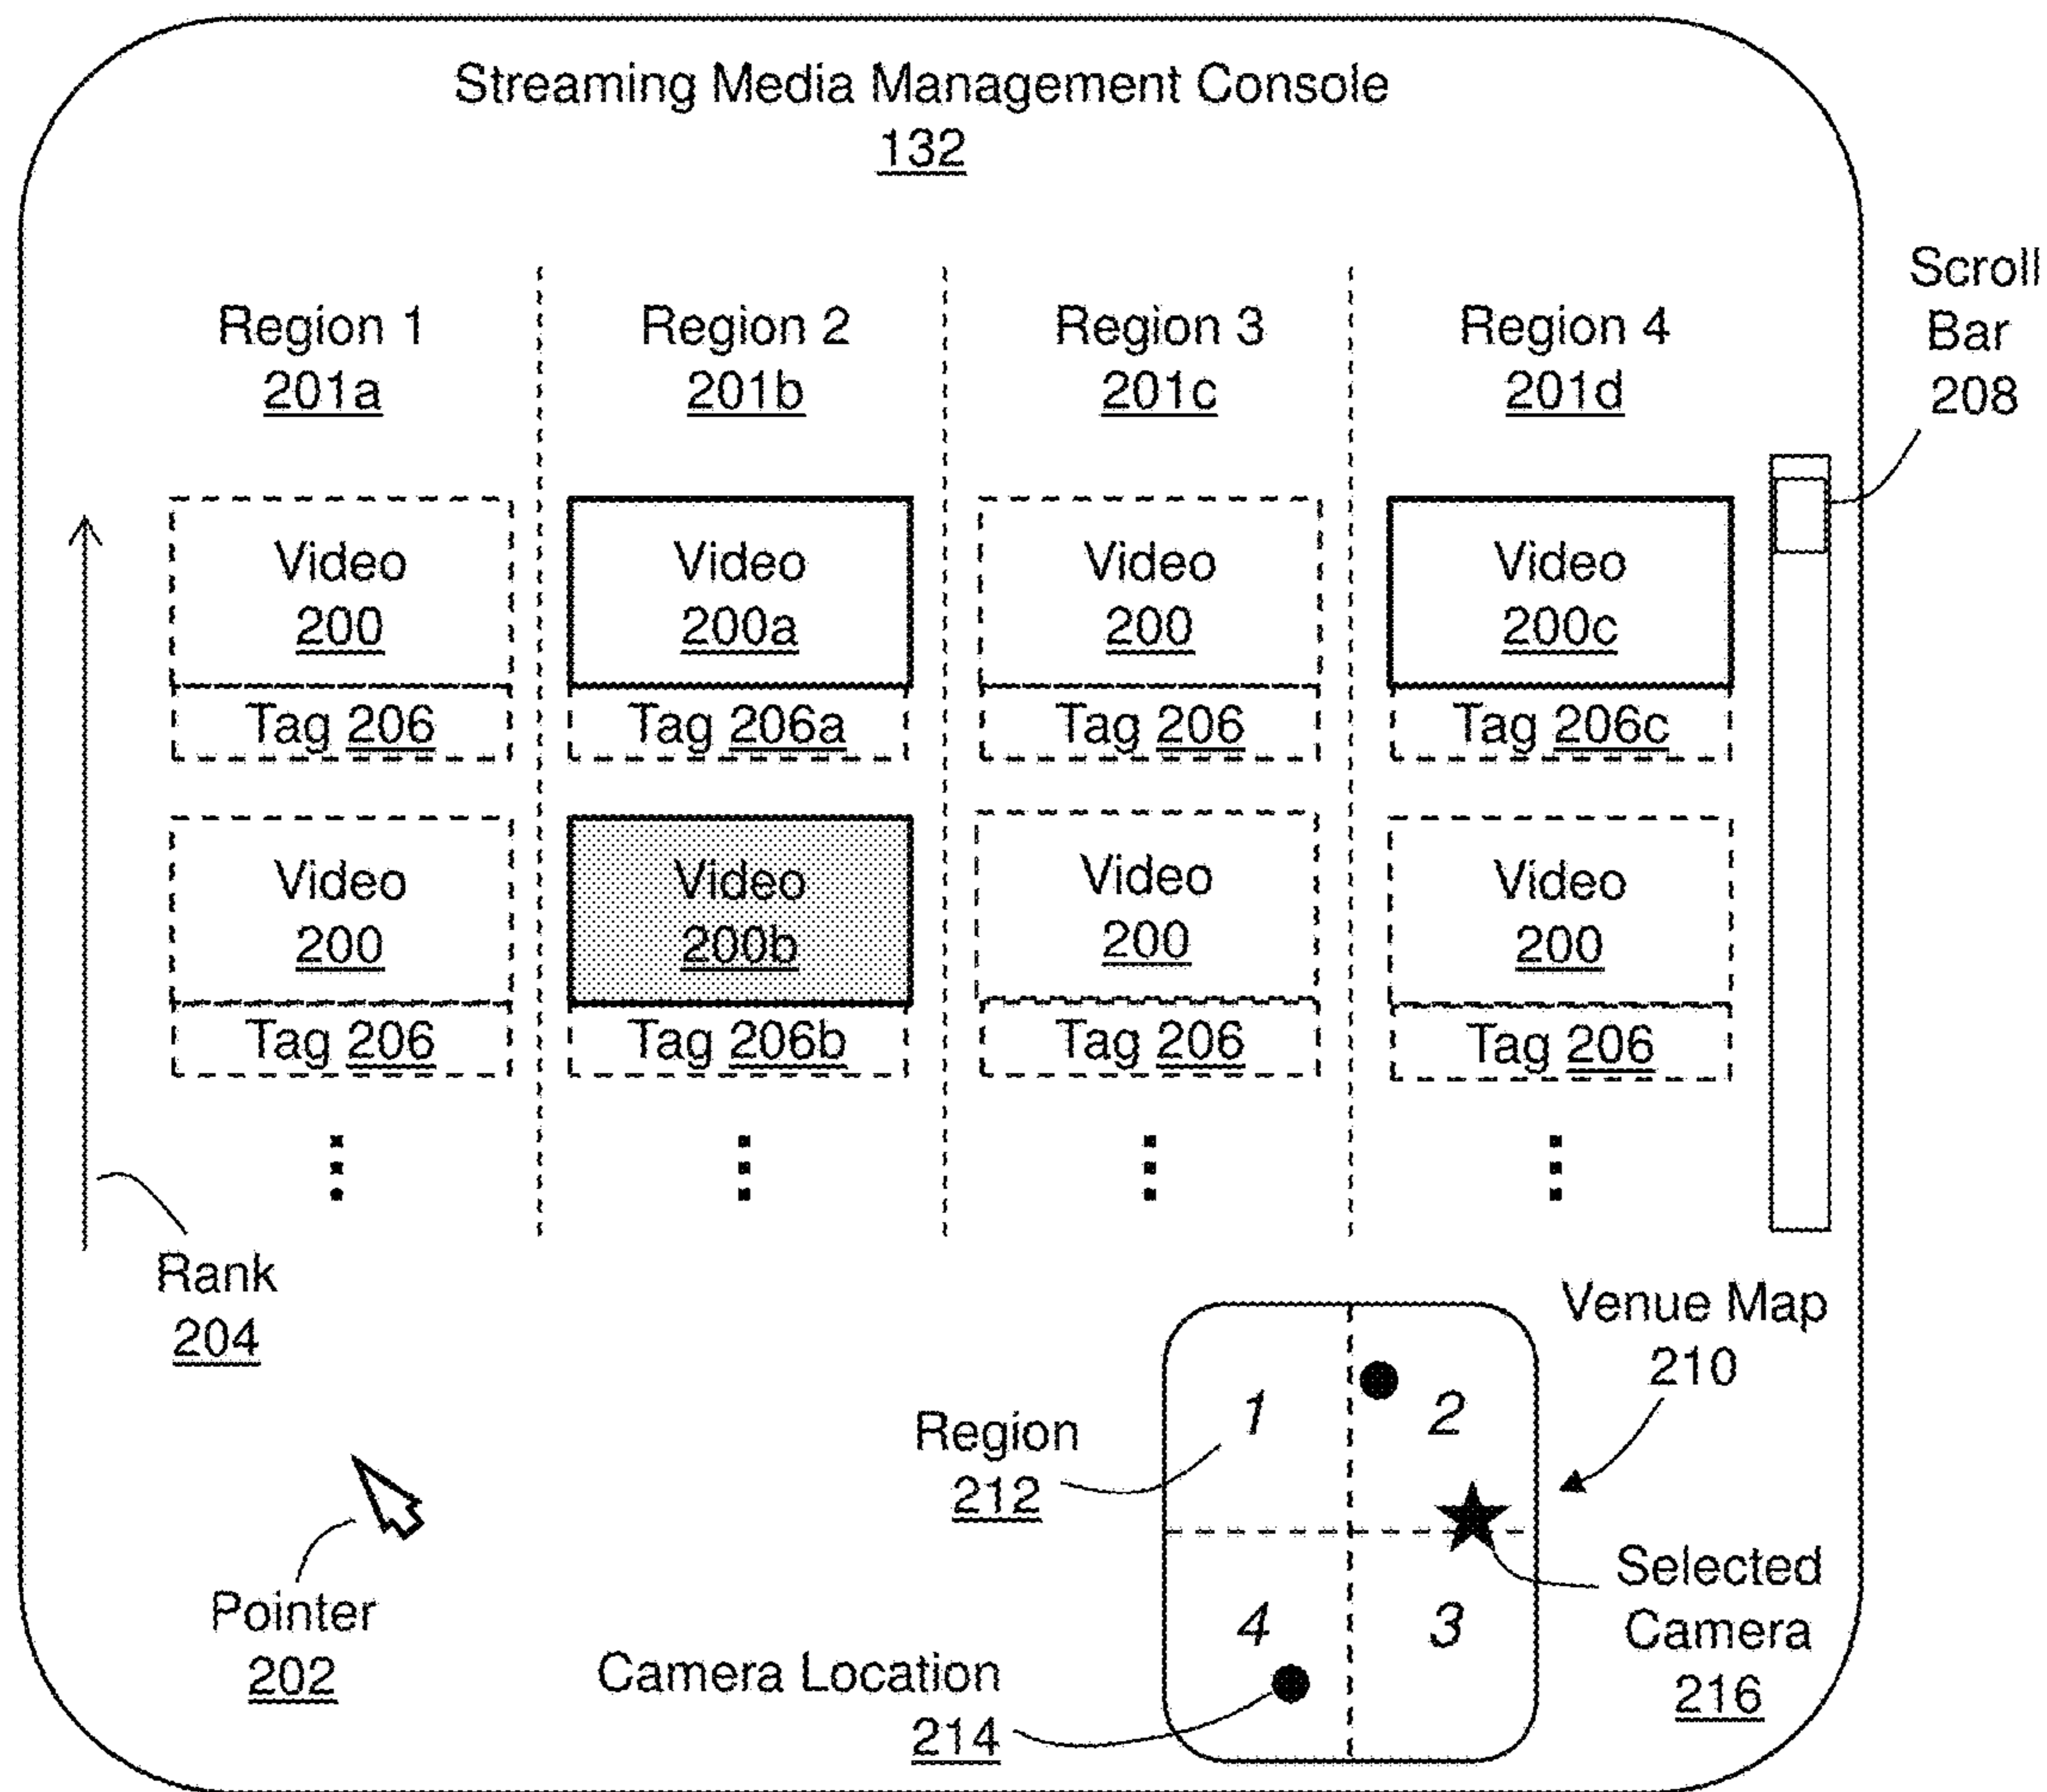 Streaming Media Management Console
132
Scroll
Bar
208
Region 1
201a
Region 2
201b
Region 3
201c
Region 4
201d
Video
200
Video
200a
Video
200
Video
200c
Tag 206
Tag 206a
Tag 206
Tag 206c
Video
200
Video
200b
Video
200
Video
200
Tag 206
Tag 206b
Tag 206
Tag 206
Rank
204
Venue Map
210
1
2
Region
212
4
3
Selected
Camera
216
Pointer
202
Camera Location
214